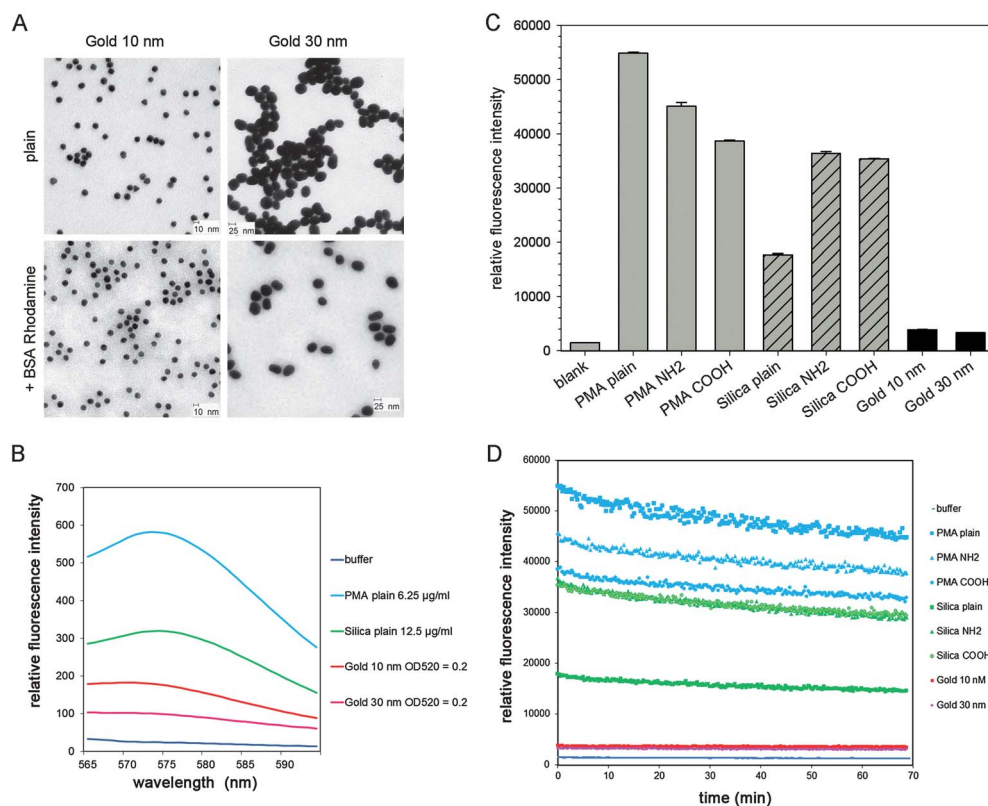 A
Gold 10 nm
Gold 30 nm
plain
10 nm
25 nm
+ BSA Rhodamine
10 nm
25 nm
B
relative fluorescence intensity
700
600
500
400
300
200
100
0
565
570
575
580
585
590
wavelength (nm)
buffer
PMA plain 6.25 µg/ml
Silica plain 12.5 µg/ml
Gold 10 nm OD520 = 0.2
Gold 30 nm OD520 = 0.2
C
relative fluorescence intensity
60000
50000
40000
30000
20000
10000
0
blank
PMA plain
PMA NH2
PMA COOH
Silica plain
Silica NH2
Silica COOH
Gold 10 nm
Gold 30 nm
D
relative fluorescence intensity
60000
50000
40000
30000
20000
10000
0
0
10
20
30
40
50
60
70
time (min)
buffer
PMA plain
PMA NH2
PMA COOH
Silica plain
Silica NH2
Silica COOH
Gold 10 nM
Gold 30 nm